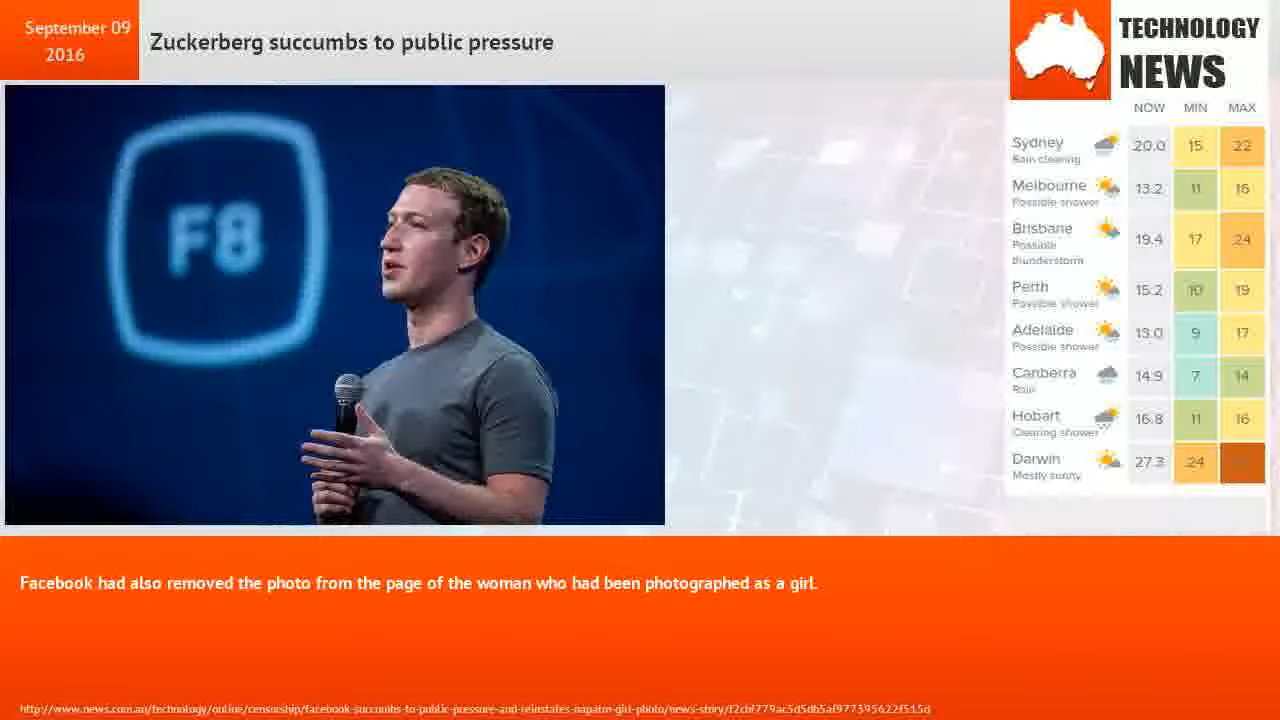 September 09
2016
Zuckerberg succumbs to public pressure
TECHNOLOGY
NEWS
F8
NOW MIN MAX
Sydney 20.0 15 22
Rain clearing
Melbourne 13.2 11 16
Possible shower
Brisbane 19.4 17 24
Possible
thunderstorm
Perth 15.2 10 19
Possible shower
Adelaide 13.0 9 17
Possible shower
Canberra 14.9 7 14
Rain
Hobart 16.8 11 16
Clearing shower
Darwin 27.3 24
Mostly sunny
Facebook had also removed the photo from the page of the woman who had been photographed as a girl.